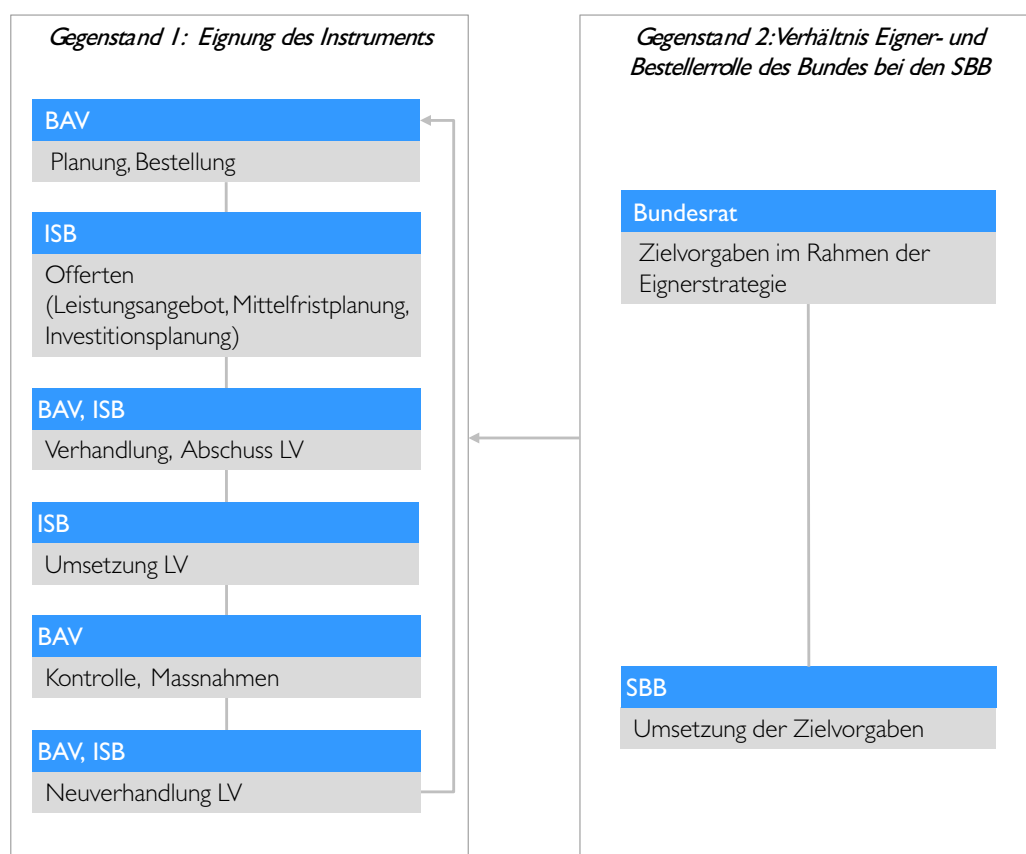 Gegenstand 1: Eignung des Instruments
BAV
Planung, Bestellung
ISB
Offerten
(Leistungsangebot, Mittelfristplanung,
Investitionsplanung)
BAV, ISB
Verhandlung, Abschuss LV
ISB
Umsetzung LV
BAV
Kontrolle, Massnahmen
BAV, ISB
Neuverhandlung LV
Gegenstand 2: Verhältnis Eigner- und
Bestellerrolle des Bundes bei den SBB
Bundesrat
Zielvorgaben im Rahmen der
Eignerstrategie
SBB
Umsetzung der Zielvorgaben